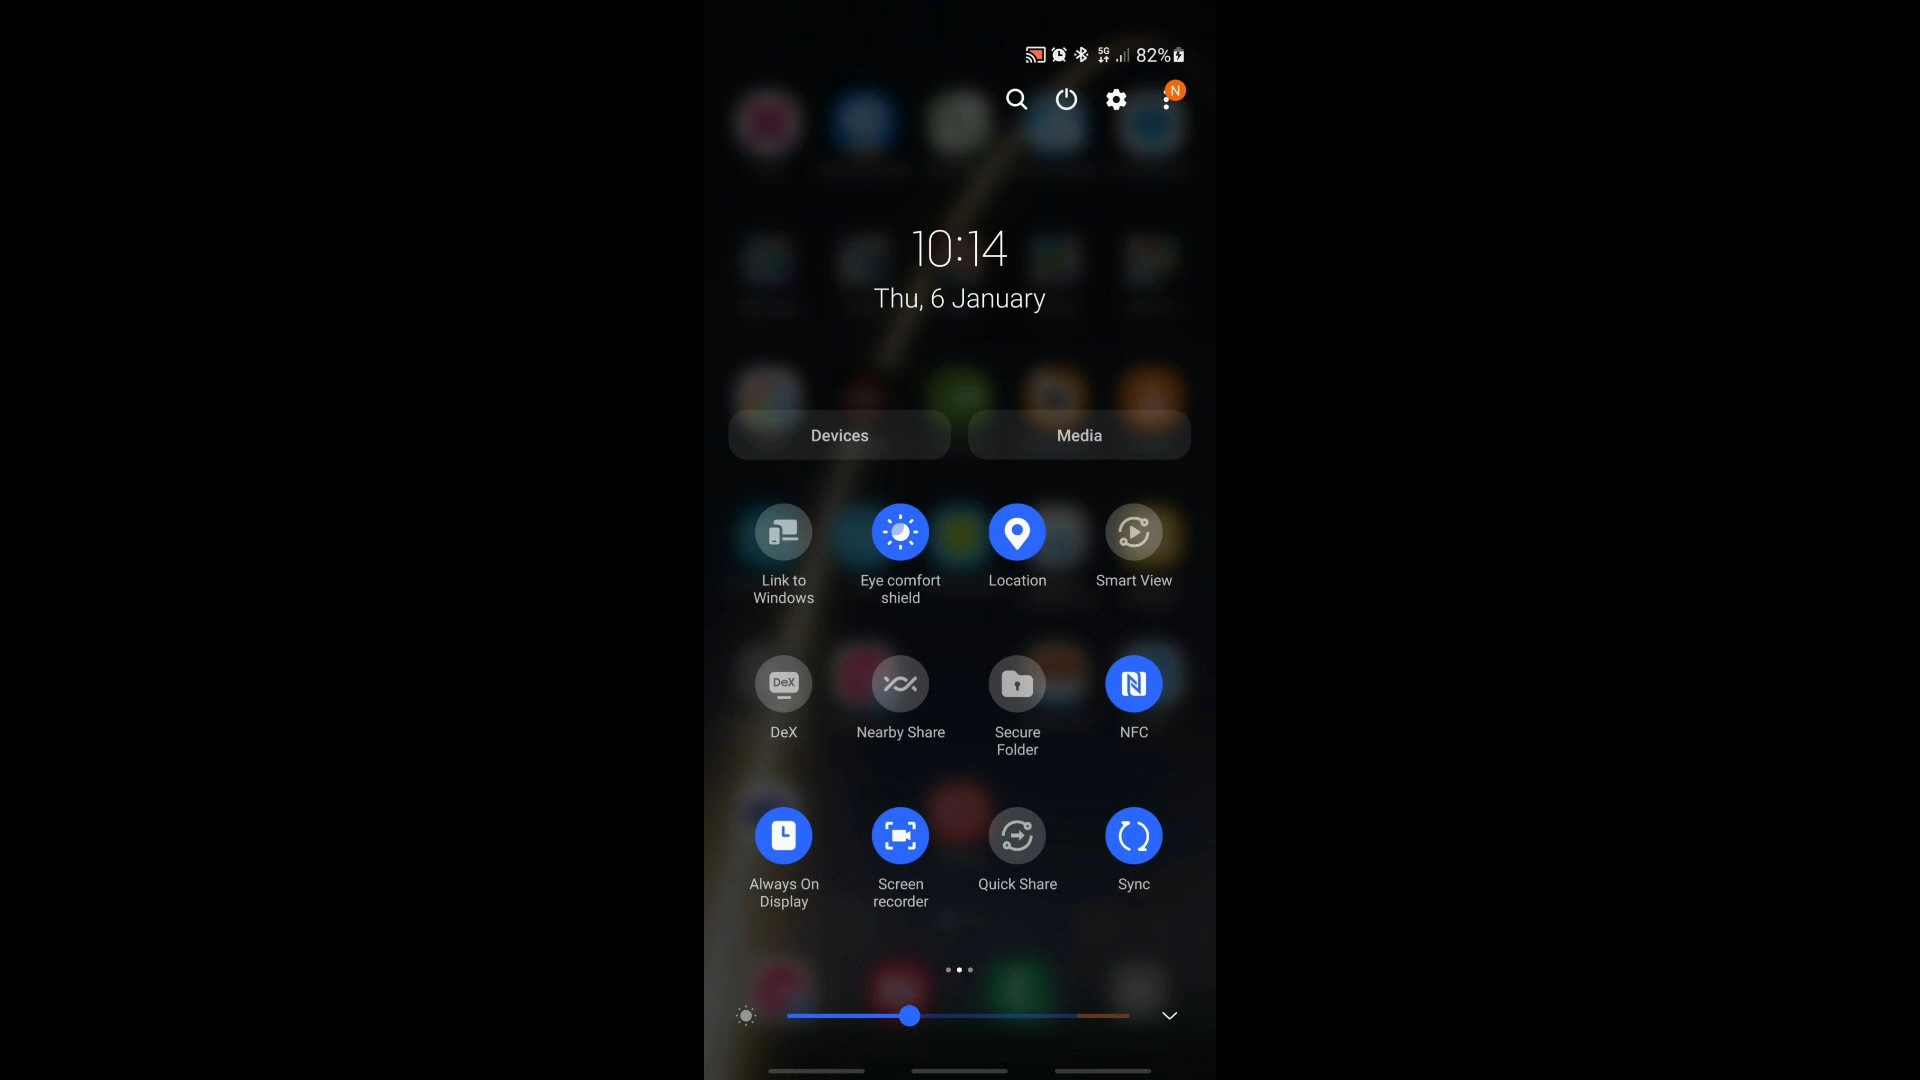 5G 82%
N
10:14
Thu, 6 January
Devices Media
Link to
Windows
Eye comfort
shield
Location
Smart View
DeX
DeX
Nearby Share
Secure
Folder
NFC
Always On
Display
Screen
recorder
Quick Share
Sync